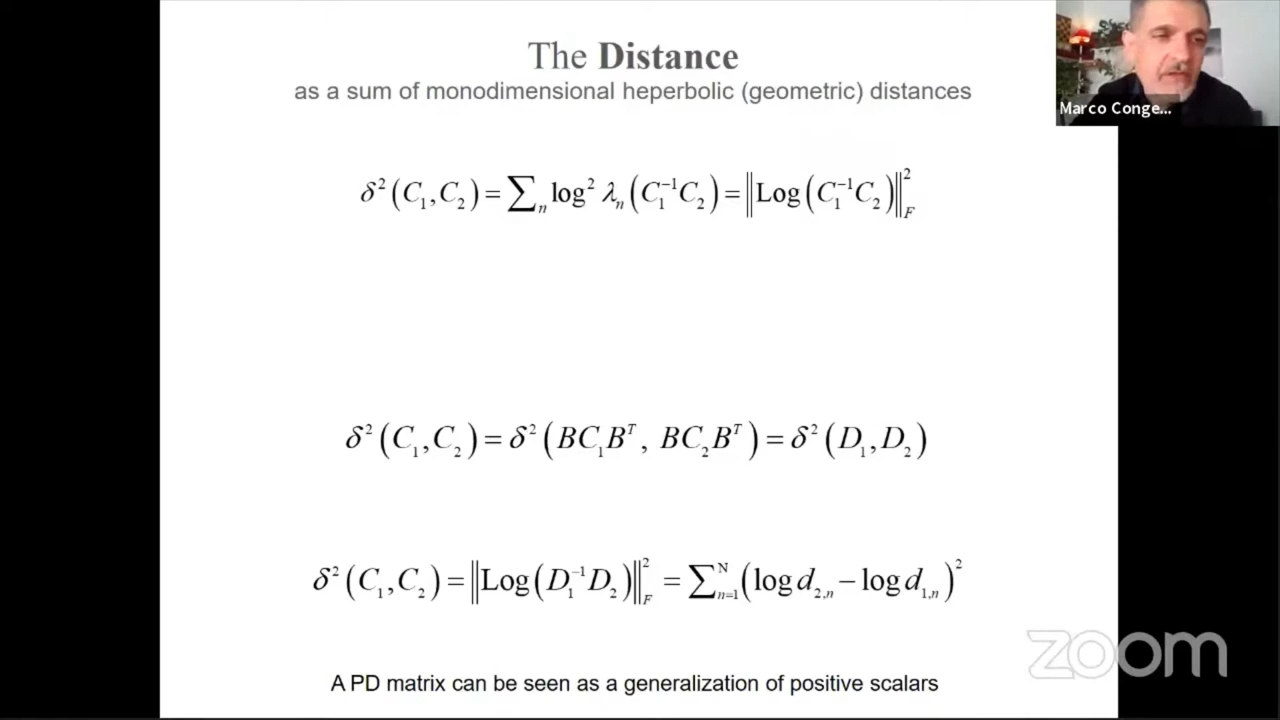 The Distance
as a sum of monodimensional heperbolic (geometric) distances
Marco Conge...
δ²(C₁,C₂) = ∑ₙ log² λₙ(C₁⁻¹C₂) = ‖Log(C₁⁻¹C₂)‖²_F
δ²(C₁,C₂) = δ²(BC₁Bᵀ, BC₂Bᵀ) = δ²(D₁,D₂)
δ²(C₁,C₂) = ‖Log(D₁⁻¹D₂)‖²_F = ∑ᴺₙ₌₁(log d₂,ₙ − log d₁,ₙ)²
zoom
A PD matrix can be seen as a generalization of positive scalars